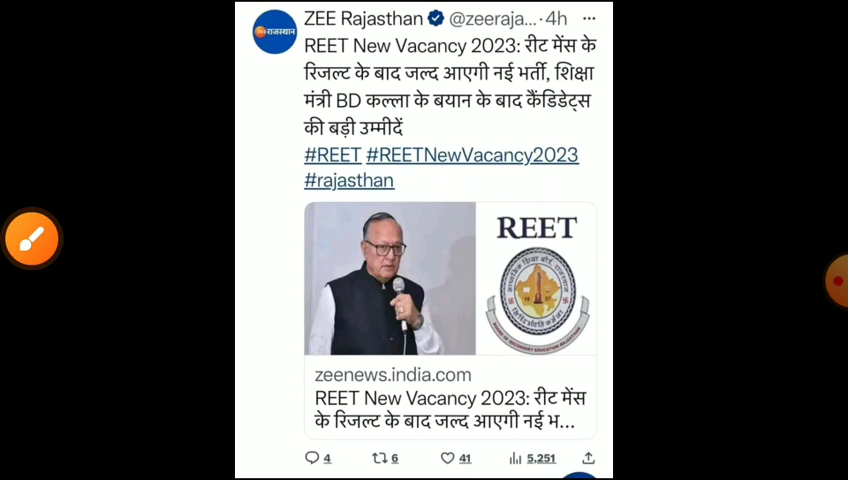 ZEE Rajasthan @zeeraja... · 4h ...
राजस्थान
REET New Vacancy 2023: रीट मेंस के
रिजल्ट के बाद जल्द आएगी नई भर्ती, शिक्षा
मंत्री BD कल्ला के बयान के बाद कैंडिडेट्स
की बड़ी उम्मीदें
#REET #REETNewVacancy2023
#rajasthan
REET
zeenews.india.com
REET New Vacancy 2023: रीट मेंस
के रिजल्ट के बाद जल्द आएगी नई भ...
4 6 41 5,251